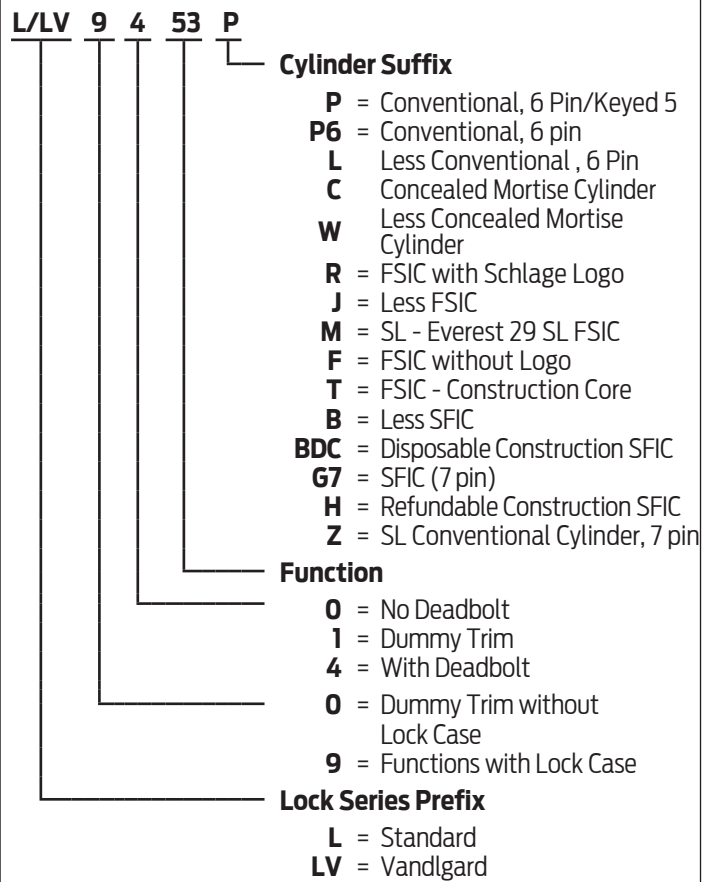 L/LV 9 4 53 P
Cylinder Suffix
P = Conventional, 6 Pin/Keyed 5
P6 = Conventional, 6 pin
L Less Conventional , 6 Pin
C Concealed Mortise Cylinder
W Less Concealed Mortise
Cylinder
R = FSIC with Schlage Logo
J = Less FSIC
M = SL - Everest 29 SL FSIC
F = FSIC without Logo
T = FSIC - Construction Core
B = Less SFIC
BDC = Disposable Construction SFIC
G7 = SFIC (7 pin)
H = Refundable Construction SFIC
Z = SL Conventional Cylinder, 7 pin
Function
0 = No Deadbolt
1 = Dummy Trim
4 = With Deadbolt
0 = Dummy Trim without
Lock Case
9 = Functions with Lock Case
Lock Series Prefix
L = Standard
LV = Vandlgard